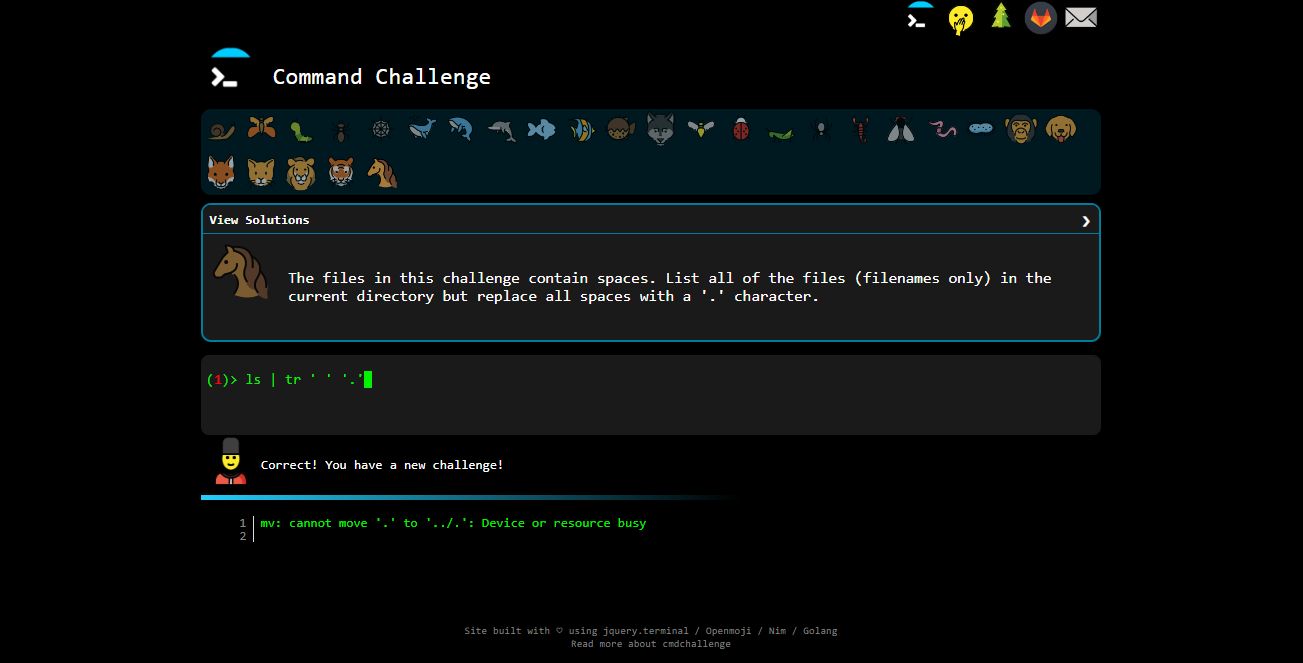 Command Challenge
View Solutions
The files in this challenge contain spaces. List all of the files (filenames only) in the
current directory but replace all spaces with a '.' character.
(1)> ls | tr ' ' '.'
Correct! You have a new challenge!
1 mv: cannot move '.' to '../.': Device or resource busy
2
Site built with ♡ using jquery.terminal / Openmoji / Nim / Golang
Read more about cmdchallenge